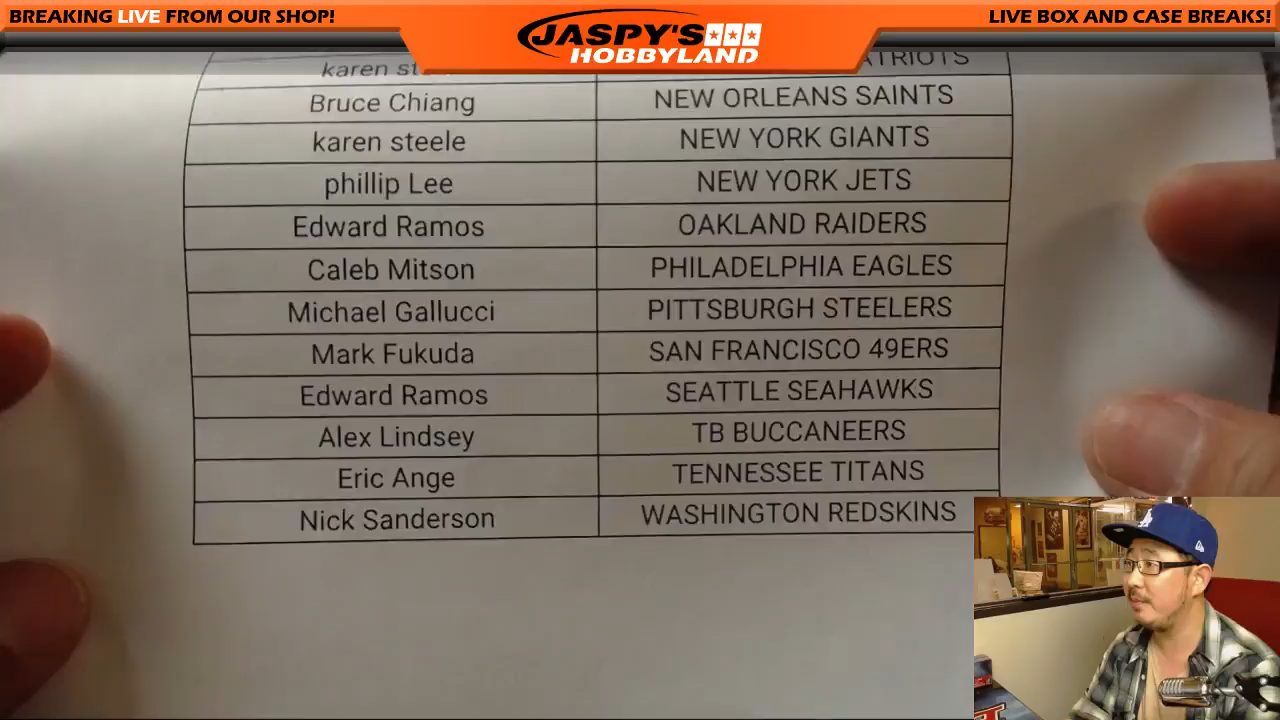 BREAKING LIVE FROM OUR SHOP!
JASPY'S
HOBBYLAND
LIVE BOX AND CASE BREAKS!
karen
Bruce Chiang NEW ORLEANS SAINTS
karen steele NEW YORK GIANTS
phillip Lee NEW YORK JETS
Edward Ramos OAKLAND RAIDERS
Caleb Mitson PHILADELPHIA EAGLES
Michael Gallucci PITTSBURGH STEELERS
Mark Fukuda SAN FRANCISCO 49ERS
Edward Ramos SEATTLE SEAHAWKS
Alex Lindsey TB BUCCANEERS
Eric Ange TENNESSEE TITANS
Nick Sanderson WASHINGTON REDSKINS
LA